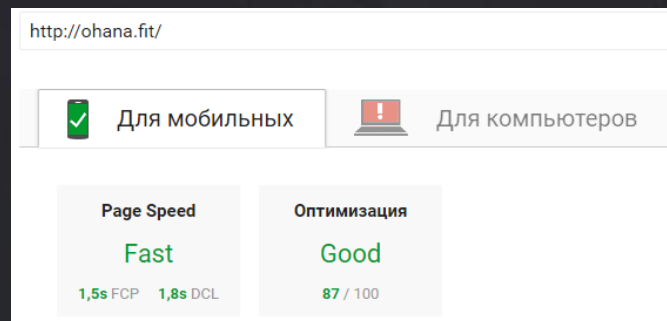 http://ohana.fit/
Для мобильных
Для компьютеров
Page Speed
Оптимизация
Fast
Good
1,5s FCP 1,8s DCL
87 / 100